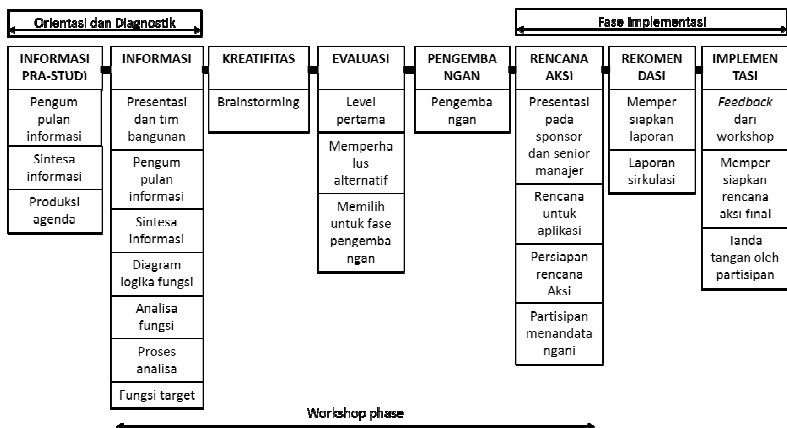 Orientasi dan Diagnostik
Fase Implementasi
INFORMASI
PRA-STUDI
Pengum
pulan
informasi
Sintesa
informasi
Produksi
agenda
INFORMASI
Presentasi
dan tim
bangunan
Pengum
pulan
informasi
Sintesa
informasi
Diagram
logika fungsi
Analisa
fungsi
Proses
analisa
Fungsi target
KREATIFITAS
Brainstorming
EVALUASI
Level
pertama
Memperha
lus
alternatif
Memilih
untuk fase
pengemba
ngan
PENGEMBA
NGAN
Pengemba
ngan
RENCANA
AKSI
Presentasi
pada
sponsor
dan senior
manajer
Rencana
untuk
aplikasi
Persiapan
rencana
Aksi
Partisipan
menandata
ngani
REKOMEN
DASI
Memper
siapkan
laporan
Laporan
sirkulasi
IMPLEMEN
TASI
Feedback
dari
workshop
Memper
siapkan
rencana
aksi final
Tanda
tangan oleh
partisipan
Workshop phase